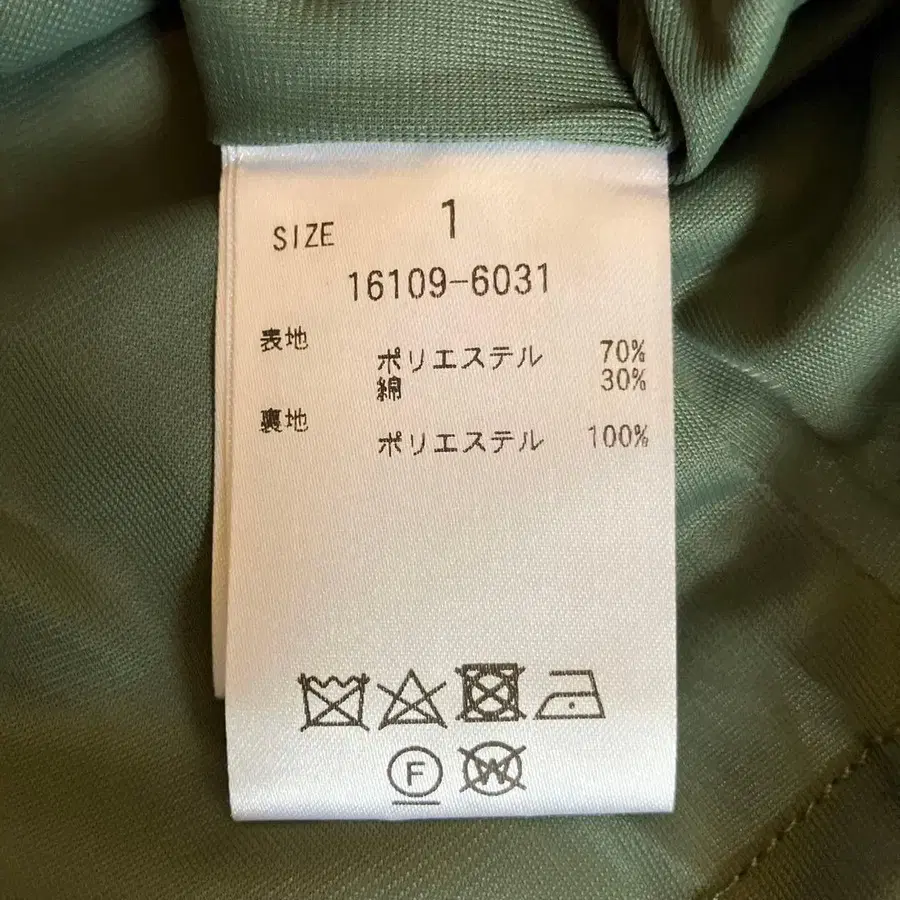 SIZE 1
16109-6031
表地
ポリエステル 70%
綿 30%
裏地
ポリエステル 100%
F W